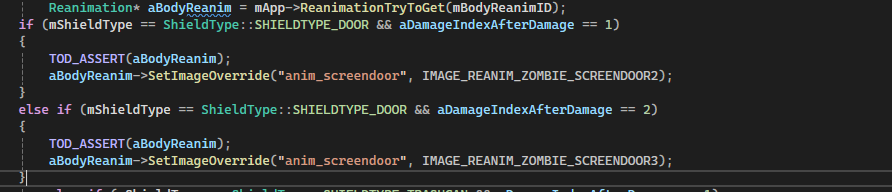 Reanimation* aBodyReanim = mApp->ReanimationTryToGet(mBodyReanimID);
if (mShieldType == ShieldType::SHIELDTYPE_DOOR && aDamageIndexAfterDamage == 1)
{
TOD_ASSERT(aBodyReanim);
aBodyReanim->SetImageOverride("anim_screendoor", IMAGE_REANIM_ZOMBIE_SCREENDOOR2);
}
else if (mShieldType == ShieldType::SHIELDTYPE_DOOR && aDamageIndexAfterDamage == 2)
{
TOD_ASSERT(aBodyReanim);
aBodyReanim->SetImageOverride("anim_screendoor", IMAGE_REANIM_ZOMBIE_SCREENDOOR3);
}